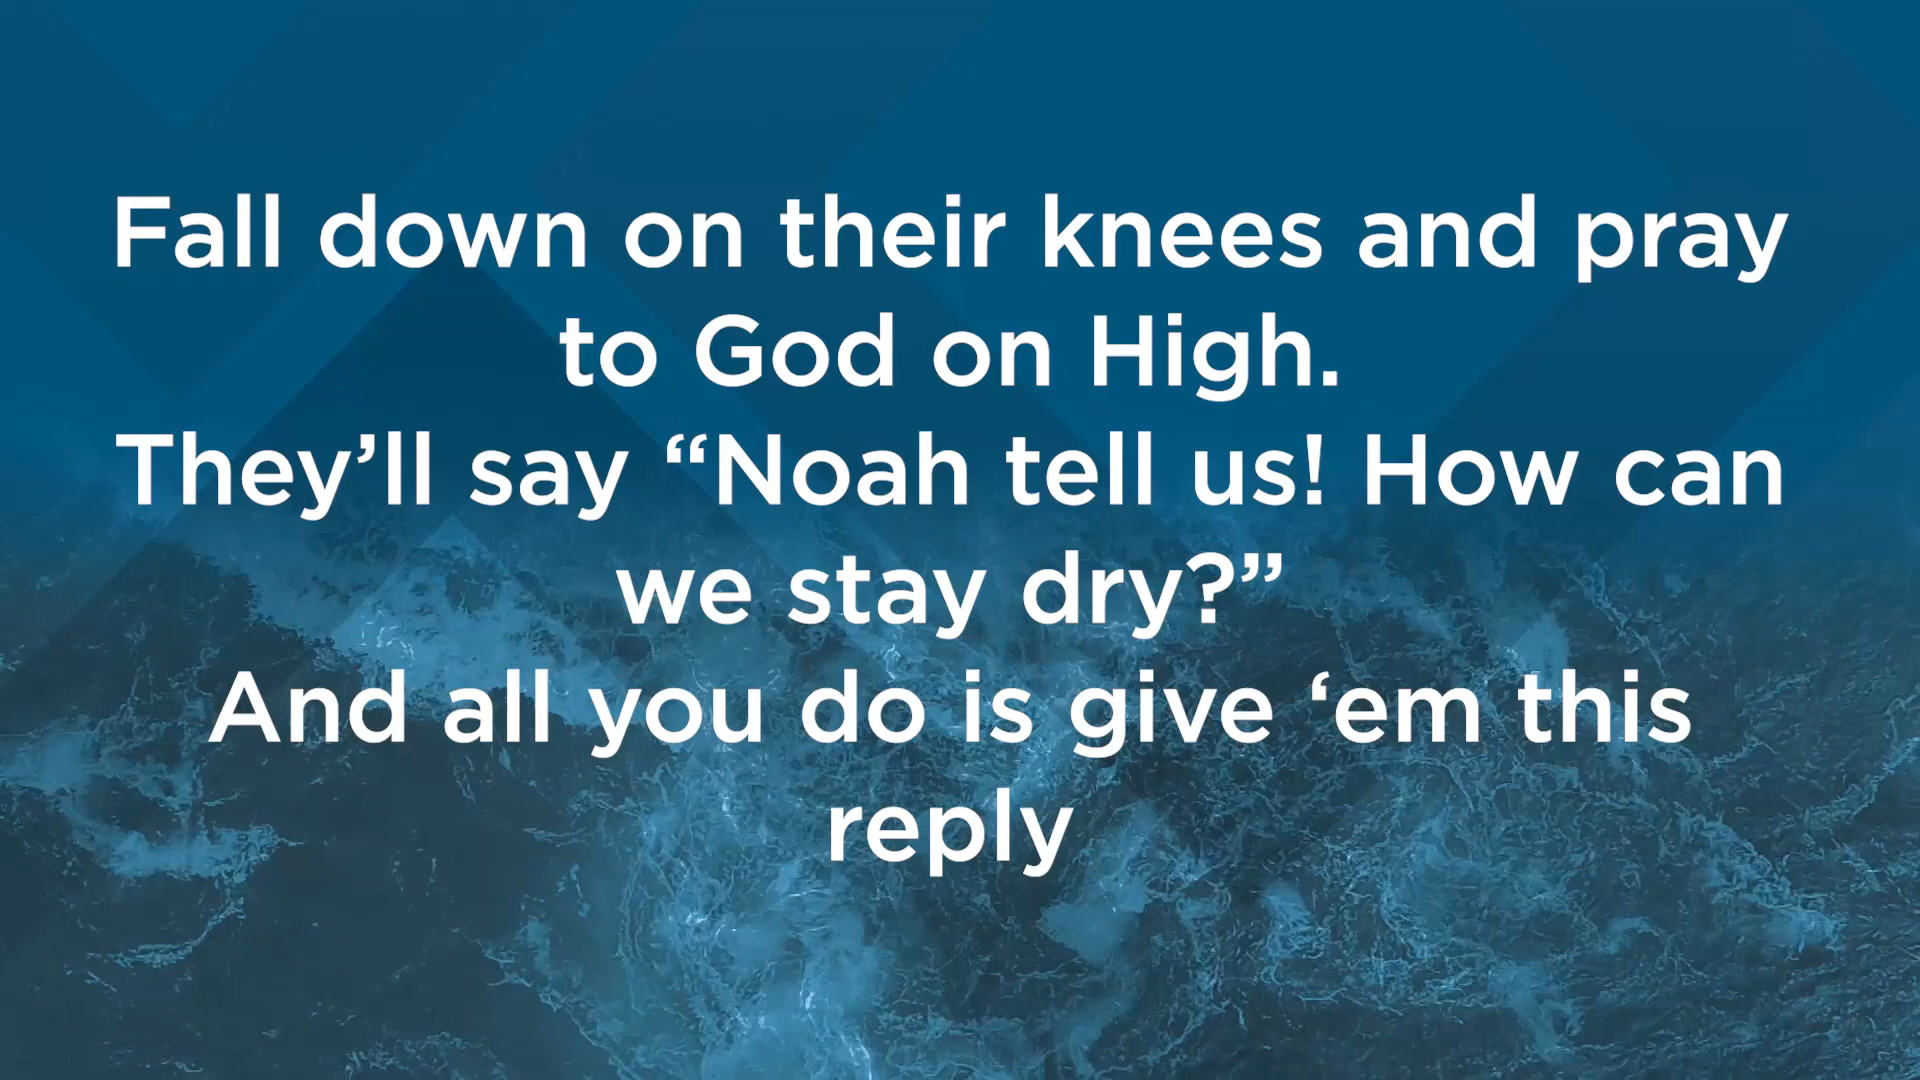 Fall down on their knees and pray
to God on High.
They’ll say “Noah tell us! How can
we stay dry?”
And all you do is give ‘em this
reply